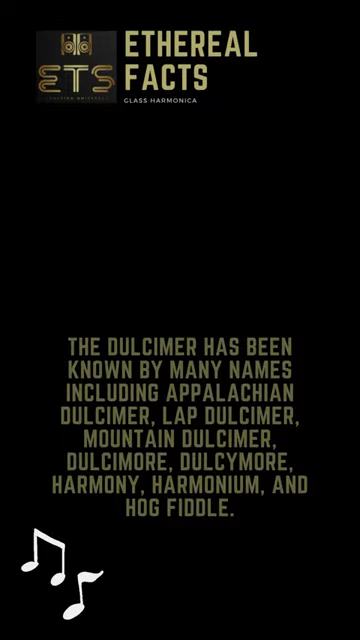 ETHEREAL
FACTS
GLASS HARMONICA
ETS
THE DULCIMER HAS BEEN
KNOWN BY MANY NAMES
INCLUDING APPALACHIAN
DULCIMER, LAP DULCIMER,
MOUNTAIN DULCIMER,
DULCIMORE, DULCYMORE,
HARMONY, HARMONIUM, AND
HOG FIDDLE.